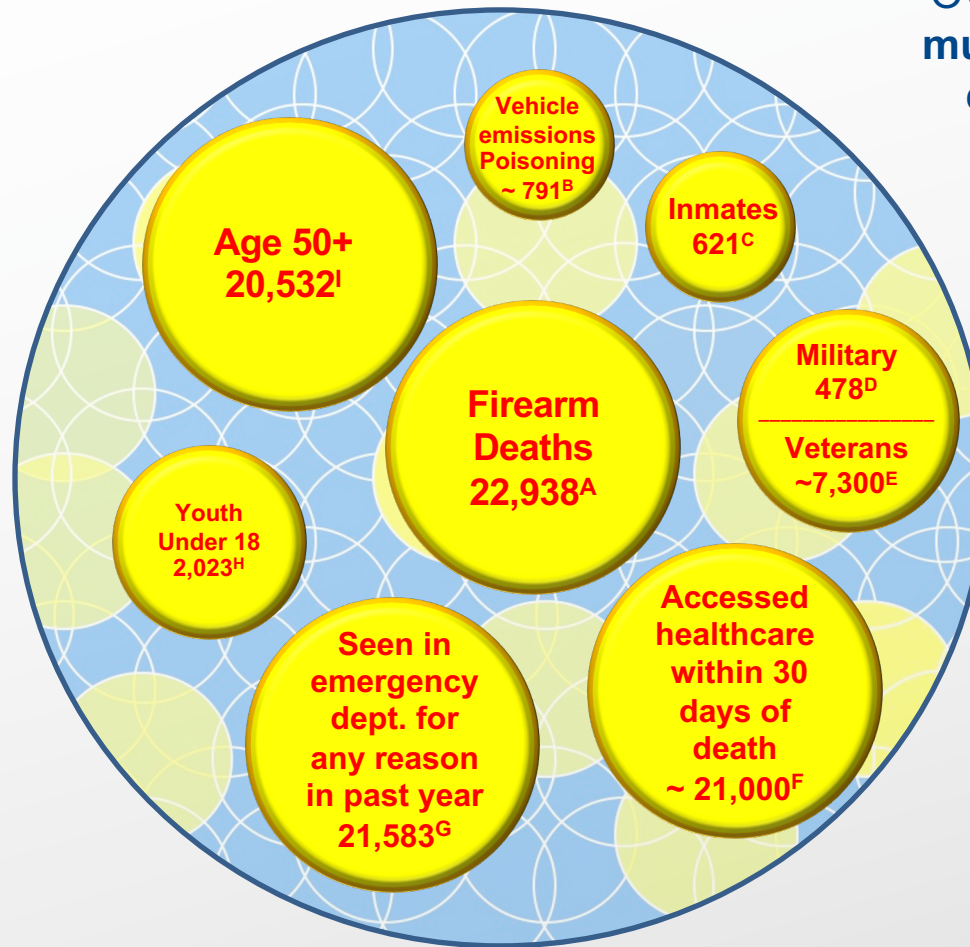 mu
Vehicle
emissions
Poisoning
~ 791ᴮ
Inmates
621ᶜ
Age 50+
20,532ᴵ
Military
478ᴰ
Veterans
~7,300ᴱ
Firearm
Deaths
22,938ᴬ
Youth
Under 18
2,023ᴴ
Accessed
healthcare
within 30
days of
death
~ 21,000ᶠ
Seen in
emergency
dept. for
any reason
in past year
21,583ᴳ